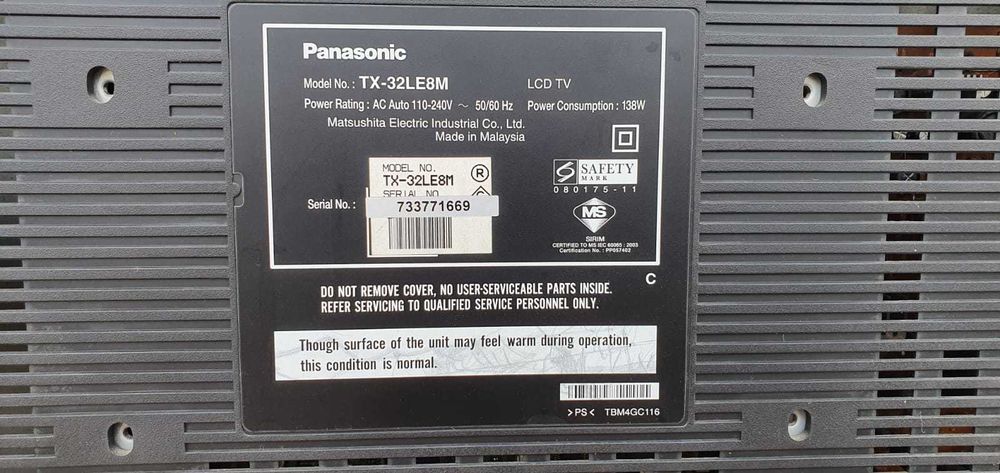 Panasonic
Model No. : TX-32LE8M LCD TV
Power Rating : AC Auto 110-240V ~ 50/60 Hz Power Consumption : 138W
Matsushita Electric Industrial Co., Ltd.
Made in Malaysia
MODEL NO. ®
TX-32LE8M
SERIAL NO.
Serial No. : 733771669
S SAFETY
MARK
080175-11
MS
SIRIM
CERTIFIED TO MS IEC 60065 : 2003
Certification No. : PP057402
C
DO NOT REMOVE COVER, NO USER-SERVICEABLE PARTS INSIDE.
REFER SERVICING TO QUALIFIED SERVICE PERSONNEL ONLY.
Though surface of the unit may feel warm during operation,
this condition is normal.
>PS< TBM4GC116